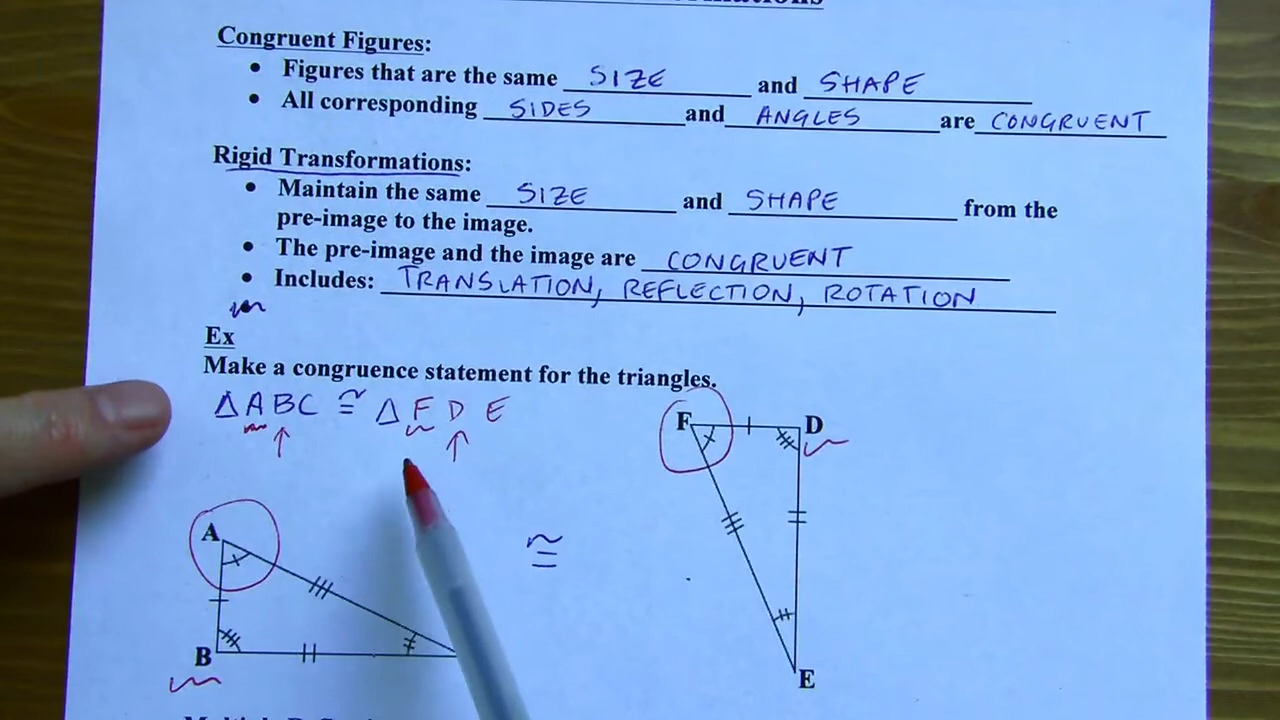 Congruent Figures:
• Figures that are the same SIZE and SHAPE
• All corresponding SIDES and ANGLES are CONGRUENT
Rigid Transformations:
• Maintain the same SIZE and SHAPE from the
pre-image to the image.
• The pre-image and the image are CONGRUENT
• Includes: TRANSLATION, REFLECTION, ROTATION
Ex
Make a congruence statement for the triangles.
△ABC ≅ △FDE
F D
A
≅
B
E